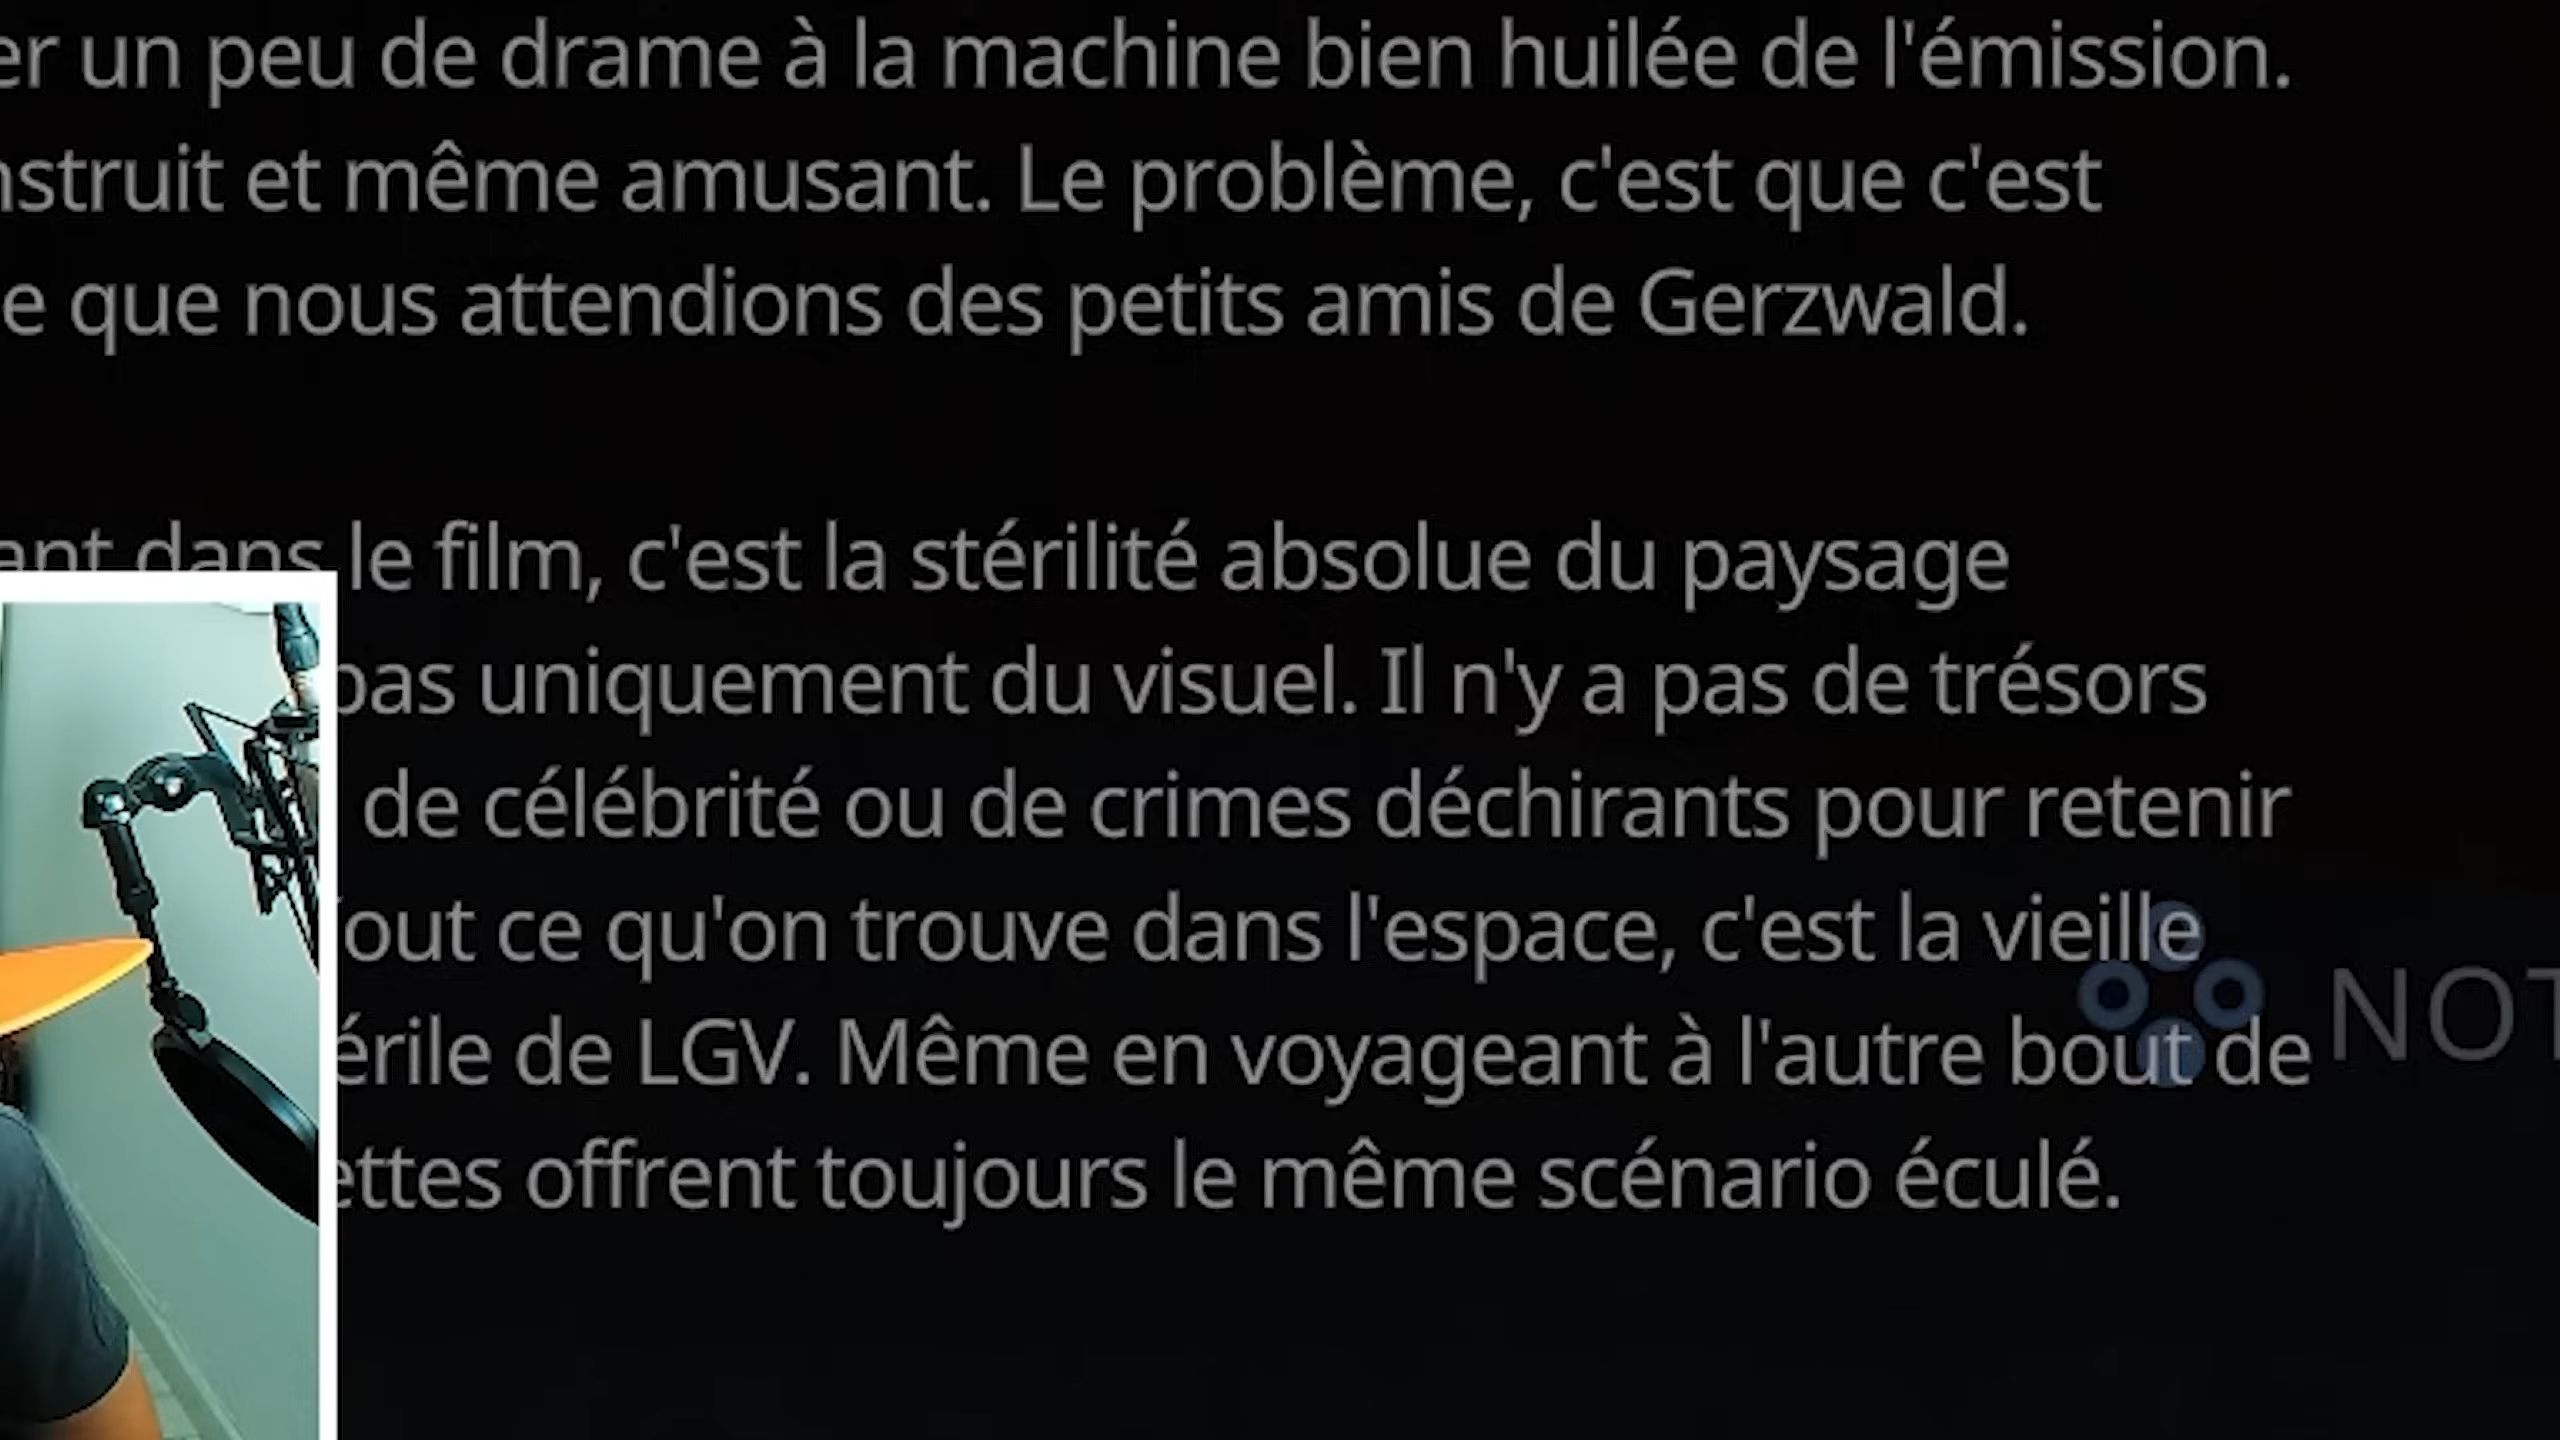 un peu de drame à la machine bien huilée de l'émission.
et même amusant. Le problème, c'est que c'est
que nous attendions des petits amis de Gerzwald.
dans le film, c'est la stérilité absolue du paysage
pas uniquement du visuel. Il n'y a pas de trésors
de célébrité ou de crimes déchirants pour retenir
out ce qu'on trouve dans l'espace, c'est la vieille
érile de LGV. Même en voyageant à l'autre bout de
ettes offrent toujours le même scénario éculé.
NOT